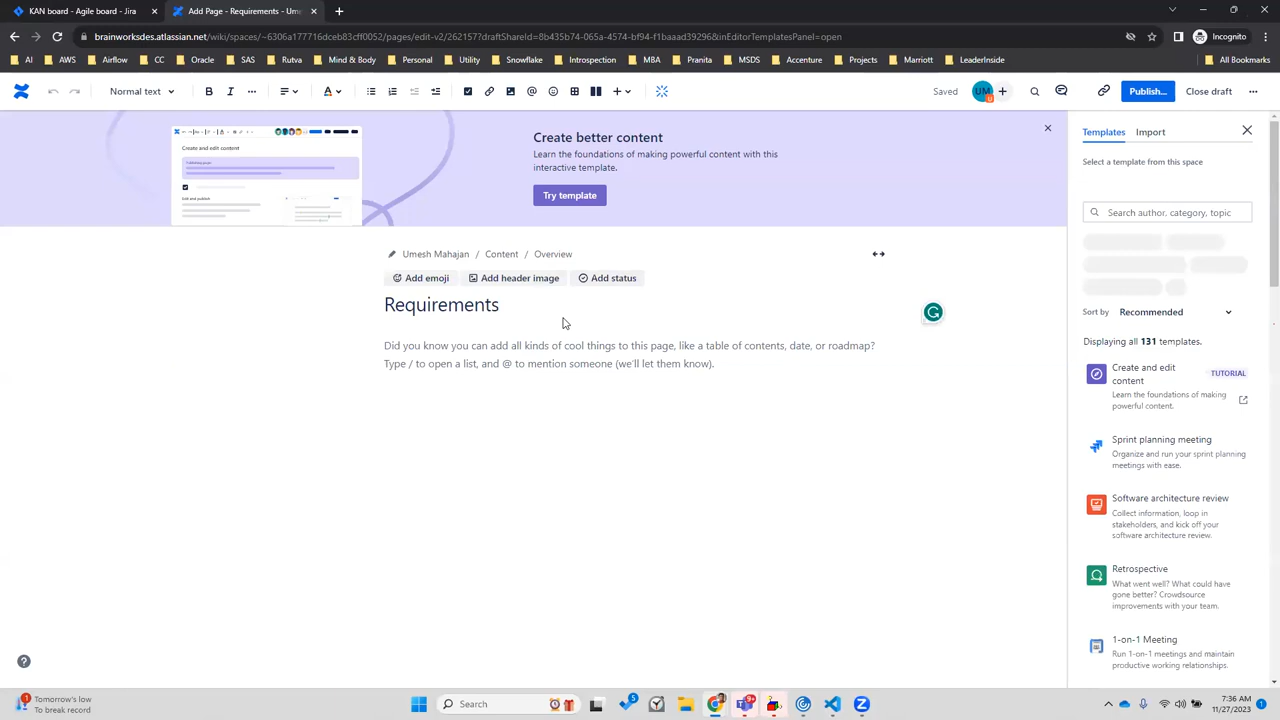 KAN board - Agile board - Jira
Add Page - Requirements - Ume
Incognito
brainworksdes.atlassian.net/wiki/spaces/~6306a177716dceb83cdf0052/pages/edit-v2/2621577draftShareId=8b435b74-065a-4574-bf94-f1baaad39296&inEditorTemplatesPanel=open
AI
AWS
Airflow
CC
Oracle
SAS
Rutva
Mind & Body
Pranita
Informatica
Youtube
Snowflake
Introspection
MBA
Pranita
MSDS
Accenture
Projects
Marriott
LeaderInside
All Bookmarks
Normal text
B
I
A
Saved
UM
Publish...
Close draft
Create and edit content
Create better content
Learn the foundations of making powerful content with this
interactive template.
Try template
Umesh Mahajan / Content / Overview
Add emoji
Add header image
Add status
Requirements
Did you know you can add all kinds of cool things to this page, like a table of contents, date, or roadmap?
Type / to open a list, and @ to mention someone (we'll let them know).
Templates
Import
Select a template from this space
Search author, category, topic
Sort by
Recommended
Displaying all 131 templates.
Create and edit
content
TUTORIAL
Learn the foundations of making
powerful content.
Sprint planning meeting
Organize and run your sprint planning
meetings with ease.
Software architecture review
Collect information, loop in
stakeholders, and kick off your
software architecture review.
Retrospective
What went well? What could have
gone better? Crowdsource
improvements with your team.
1-on-1 Meeting
Run 1-on-1 meetings and maintain
productive working relationships.
1
Tomorrow's low
To break record
Search
5
7:36 AM
11/27/2023